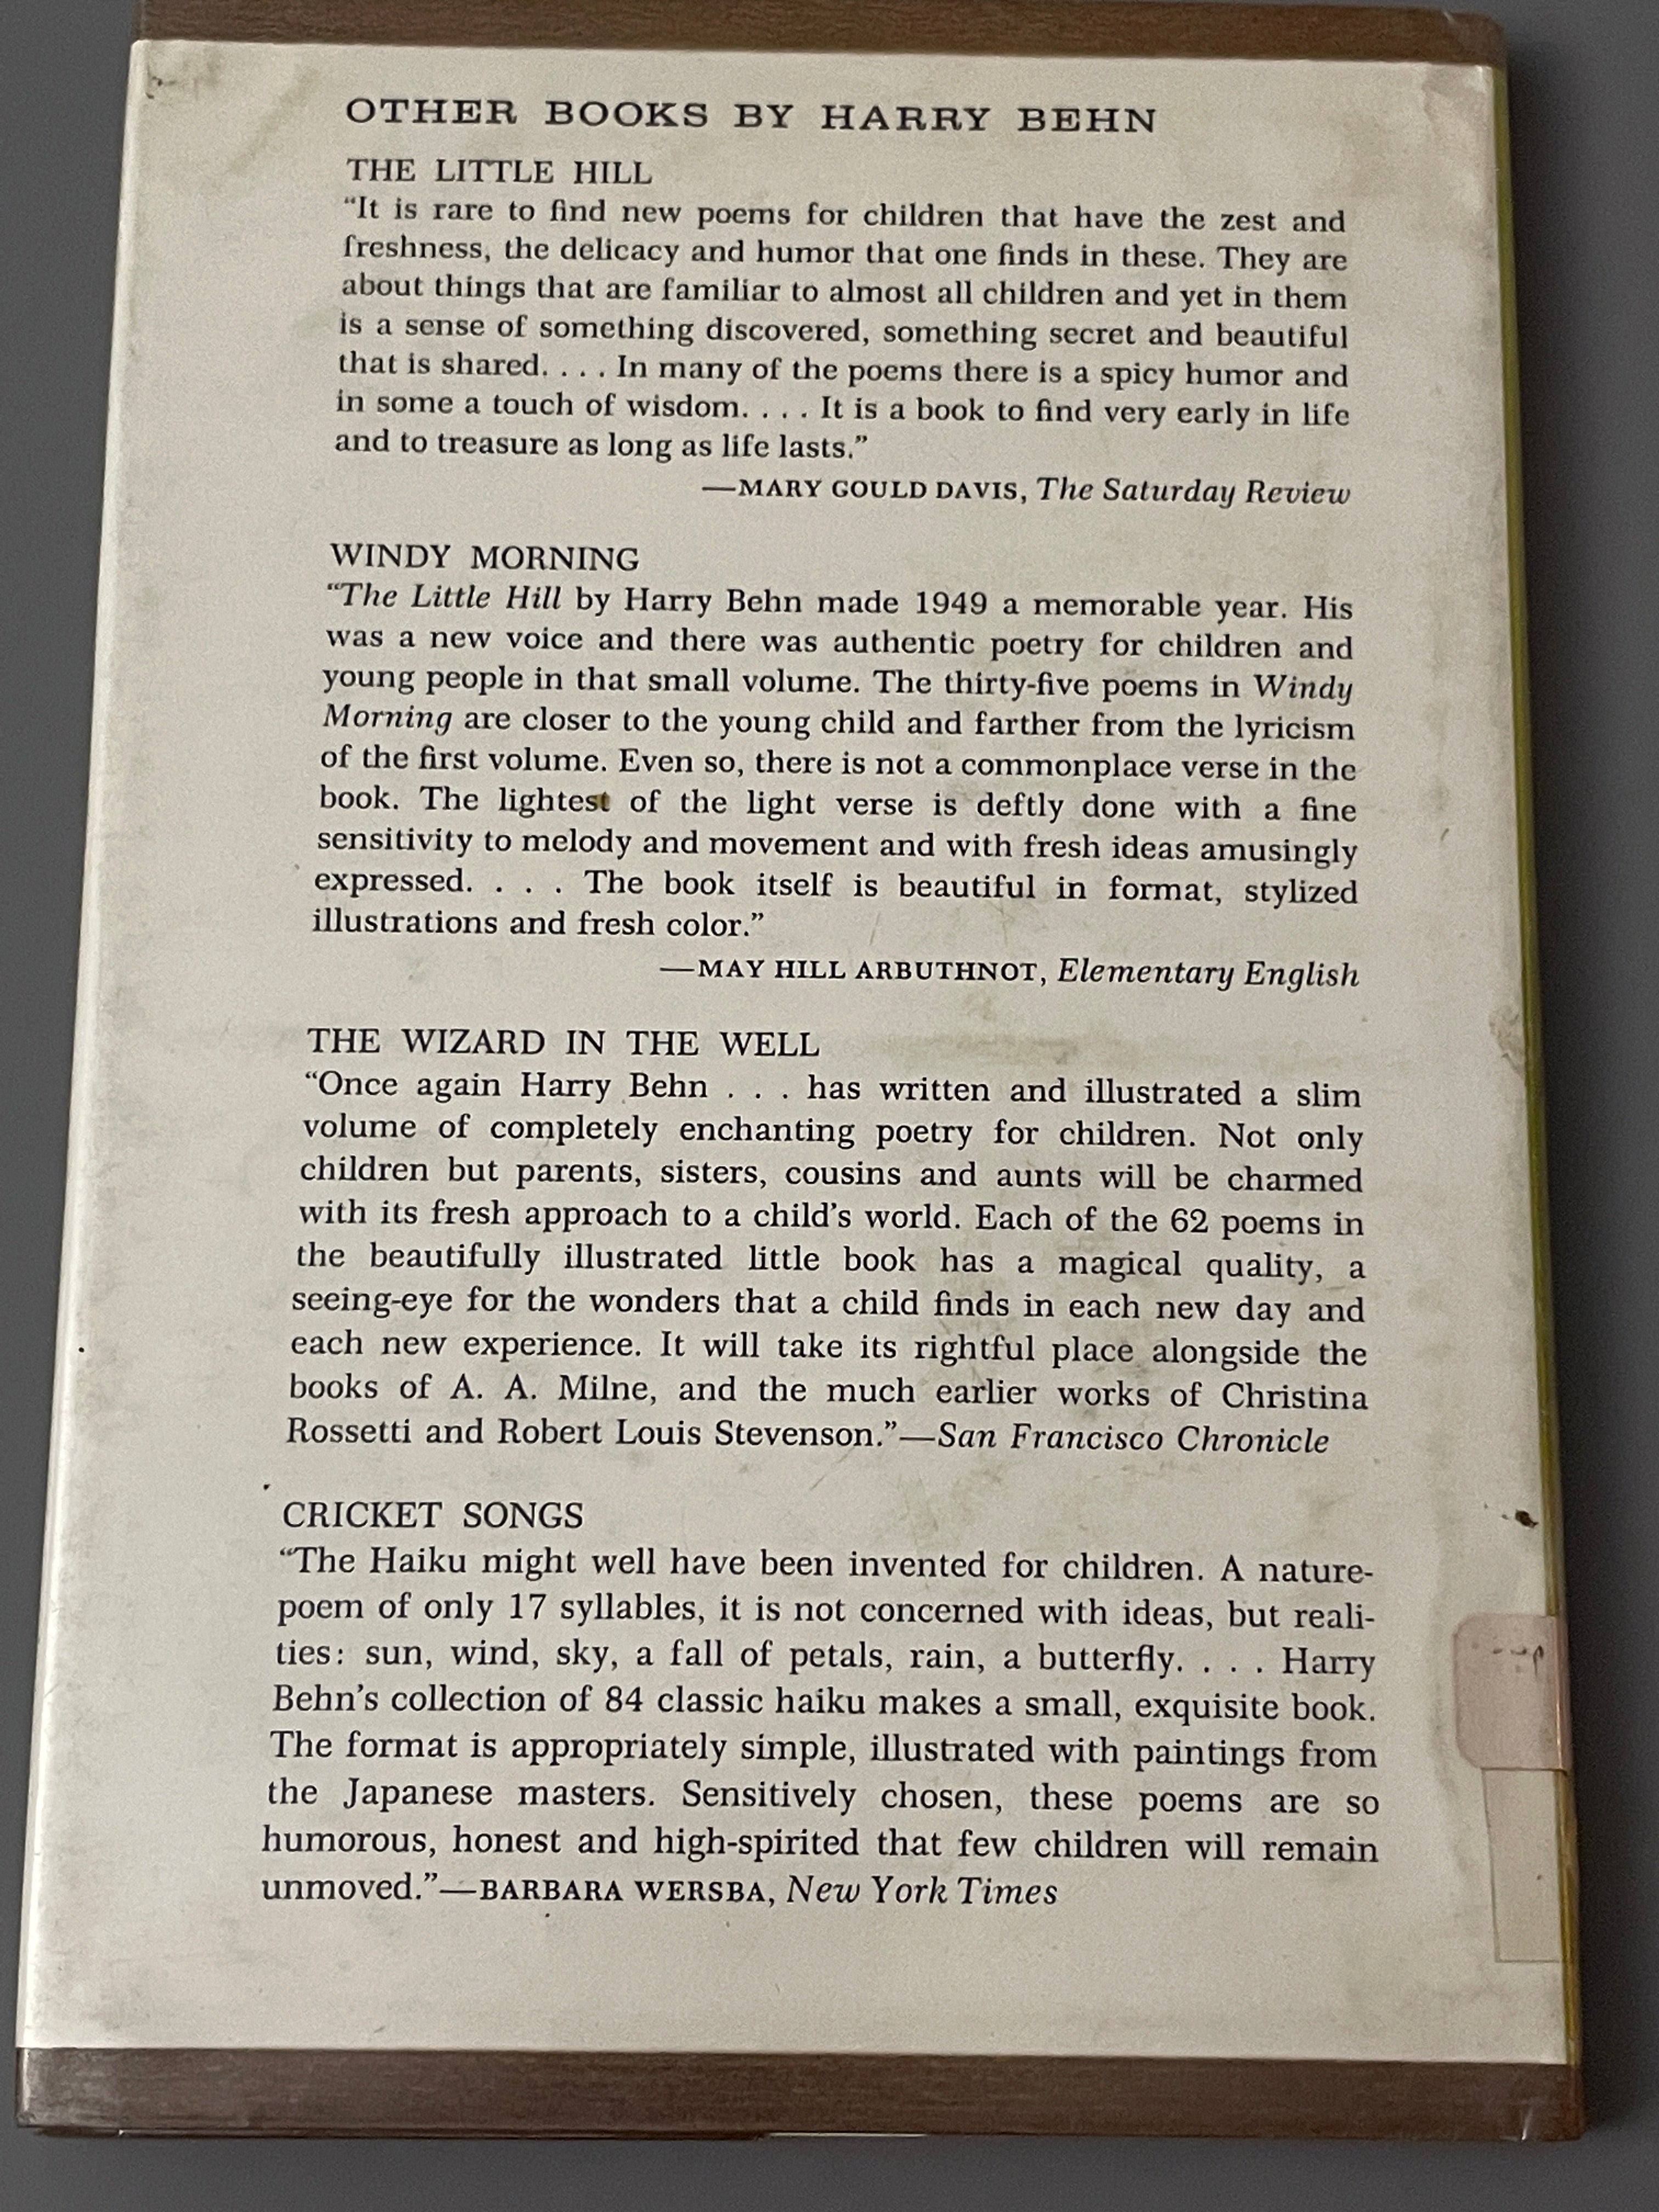 OTHER BOOKS BY HARRY BEHN
THE LITTLE HILL
“It is rare to find new poems for children that have the zest and
freshness, the delicacy and humor that one finds in these. They are
about things that are familiar to almost all children and yet in them
is a sense of something discovered, something secret and beautiful
that is shared. . . . In many of the poems there is a spicy humor and
in some a touch of wisdom. . . . It is a book to find very early in life
and to treasure as long as life lasts.”
—MARY GOULD DAVIS, The Saturday Review
WINDY MORNING
“The Little Hill by Harry Behn made 1949 a memorable year. His
was a new voice and there was authentic poetry for children and
young people in that small volume. The thirty-five poems in Windy
Morning are closer to the young child and farther from the lyricism
of the first volume. Even so, there is not a commonplace verse in the
book. The lightest of the light verse is deftly done with a fine
sensitivity to melody and movement and with fresh ideas amusingly
expressed. . . . The book itself is beautiful in format, stylized
illustrations and fresh color.”
—MAY HILL ARBUTHNOT, Elementary English
THE WIZARD IN THE WELL
“Once again Harry Behn . . . has written and illustrated a slim
volume of completely enchanting poetry for children. Not only
children but parents, sisters, cousins and aunts will be charmed
with its fresh approach to a child’s world. Each of the 62 poems in
the beautifully illustrated little book has a magical quality, a
seeing-eye for the wonders that a child finds in each new day and
each new experience. It will take its rightful place alongside the
books of A. A. Milne, and the much earlier works of Christina
Rossetti and Robert Louis Stevenson.”—San Francisco Chronicle
CRICKET SONGS
“The Haiku might well have been invented for children. A nature-
poem of only 17 syllables, it is not concerned with ideas, but reali-
ties: sun, wind, sky, a fall of petals, rain, a butterfly. . . . Harry
Behn’s collection of 84 classic haiku makes a small, exquisite book.
The format is appropriately simple, illustrated with paintings from
the Japanese masters. Sensitively chosen, these poems are so
humorous, honest and high-spirited that few children will remain
unmoved.”—BARBARA WERSBA, New York Times